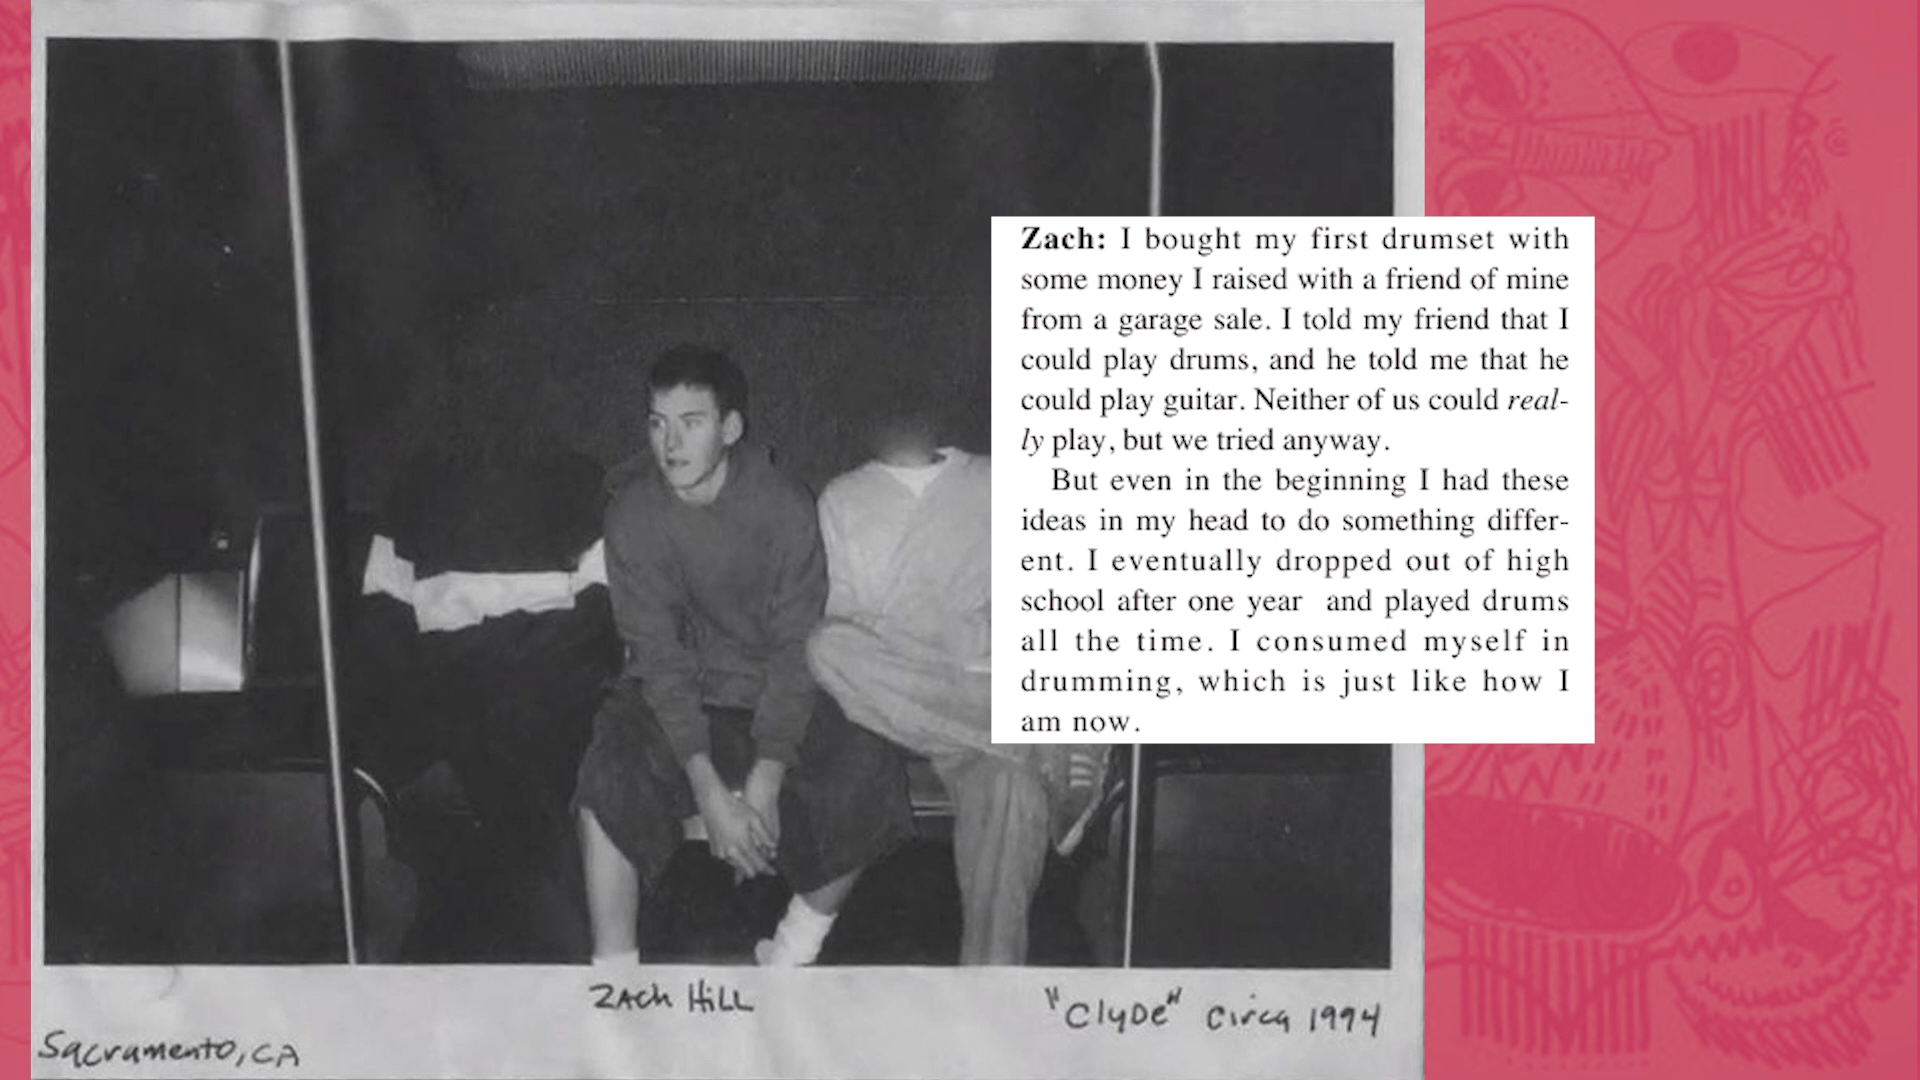 Zach: I bought my first drumset with
some money I raised with a friend of mine
from a garage sale. I told my friend that I
could play drums, and he told me that he
could play guitar. Neither of us could real-
ly play, but we tried anyway.
But even in the beginning I had these
ideas in my head to do something differ-
ent. I eventually dropped out of high
school after one year and played drums
all the time. I consumed myself in
drumming, which is just like how I
am now.
Zach Hill
"Clyde" Circa 1994
Sacramento, CA